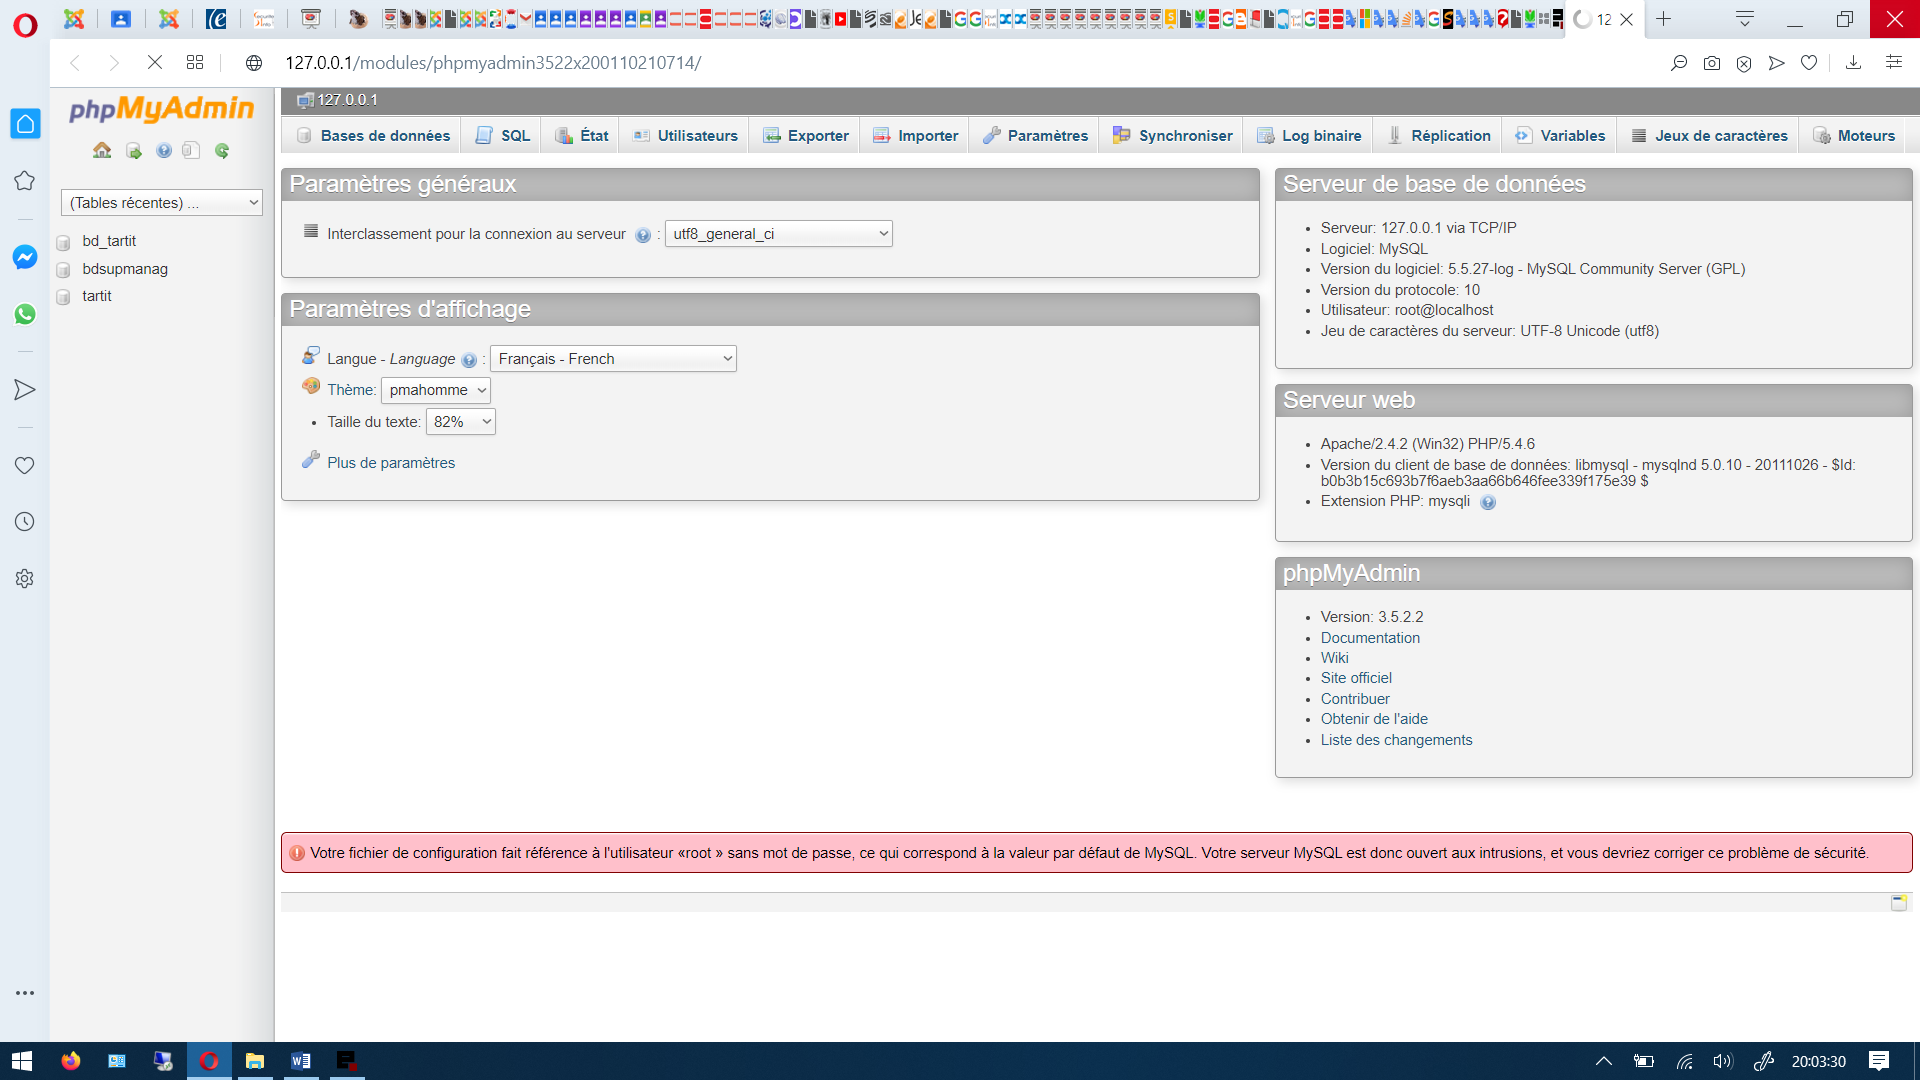 12
127.0.0.1/modules/phpmyadmin3522x200110210714/
phpMyAdmin
(Tables récentes) ...
bd_tartit
bdsupmanag
tartit
127.0.0.1
Bases de données
SQL
État
Utilisateurs
Exporter
Importer
Paramètres
Synchroniser
Log binaire
Réplication
Variables
Jeux de caractères
Moteurs
Paramètres généraux
Interclassement pour la connexion au serveur : utf8_general_ci
Paramètres d'affichage
Langue - Language : Français - French
Thème: pmahomme
Taille du texte: 82%
Plus de paramètres
Serveur de base de données
Serveur: 127.0.0.1 via TCP/IP
Logiciel: MySQL
Version du logiciel: 5.5.27-log - MySQL Community Server (GPL)
Version du protocole: 10
Utilisateur: root@localhost
Jeu de caractères du serveur: UTF-8 Unicode (utf8)
Serveur web
Apache/2.4.2 (Win32) PHP/5.4.6
Version du client de base de données: libmysql - mysqlnd 5.0.10 - 20111026 - $Id:
b0b3b15c693b7f6aeb3aa66b646fee339f175e39 $
Extension PHP: mysqli
phpMyAdmin
Version: 3.5.2.2
Documentation
Wiki
Site officiel
Contribuer
Obtenir de l'aide
Liste des changements
Votre fichier de configuration fait référence à l'utilisateur «root » sans mot de passe, ce qui correspond à la valeur par défaut de MySQL. Votre serveur MySQL est donc ouvert aux intrusions, et vous devriez corriger ce problème de sécurité.
20:03:30